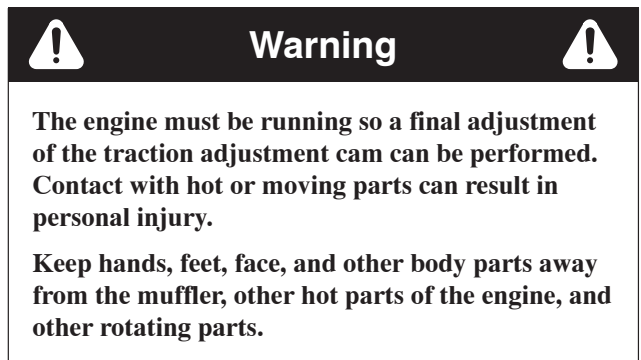 Warning
The engine must be running so a final adjustment
of the traction adjustment cam can be performed.
Contact with hot or moving parts can result in
personal injury.
Keep hands, feet, face, and other body parts away
from the muffler, other hot parts of the engine, and
other rotating parts.